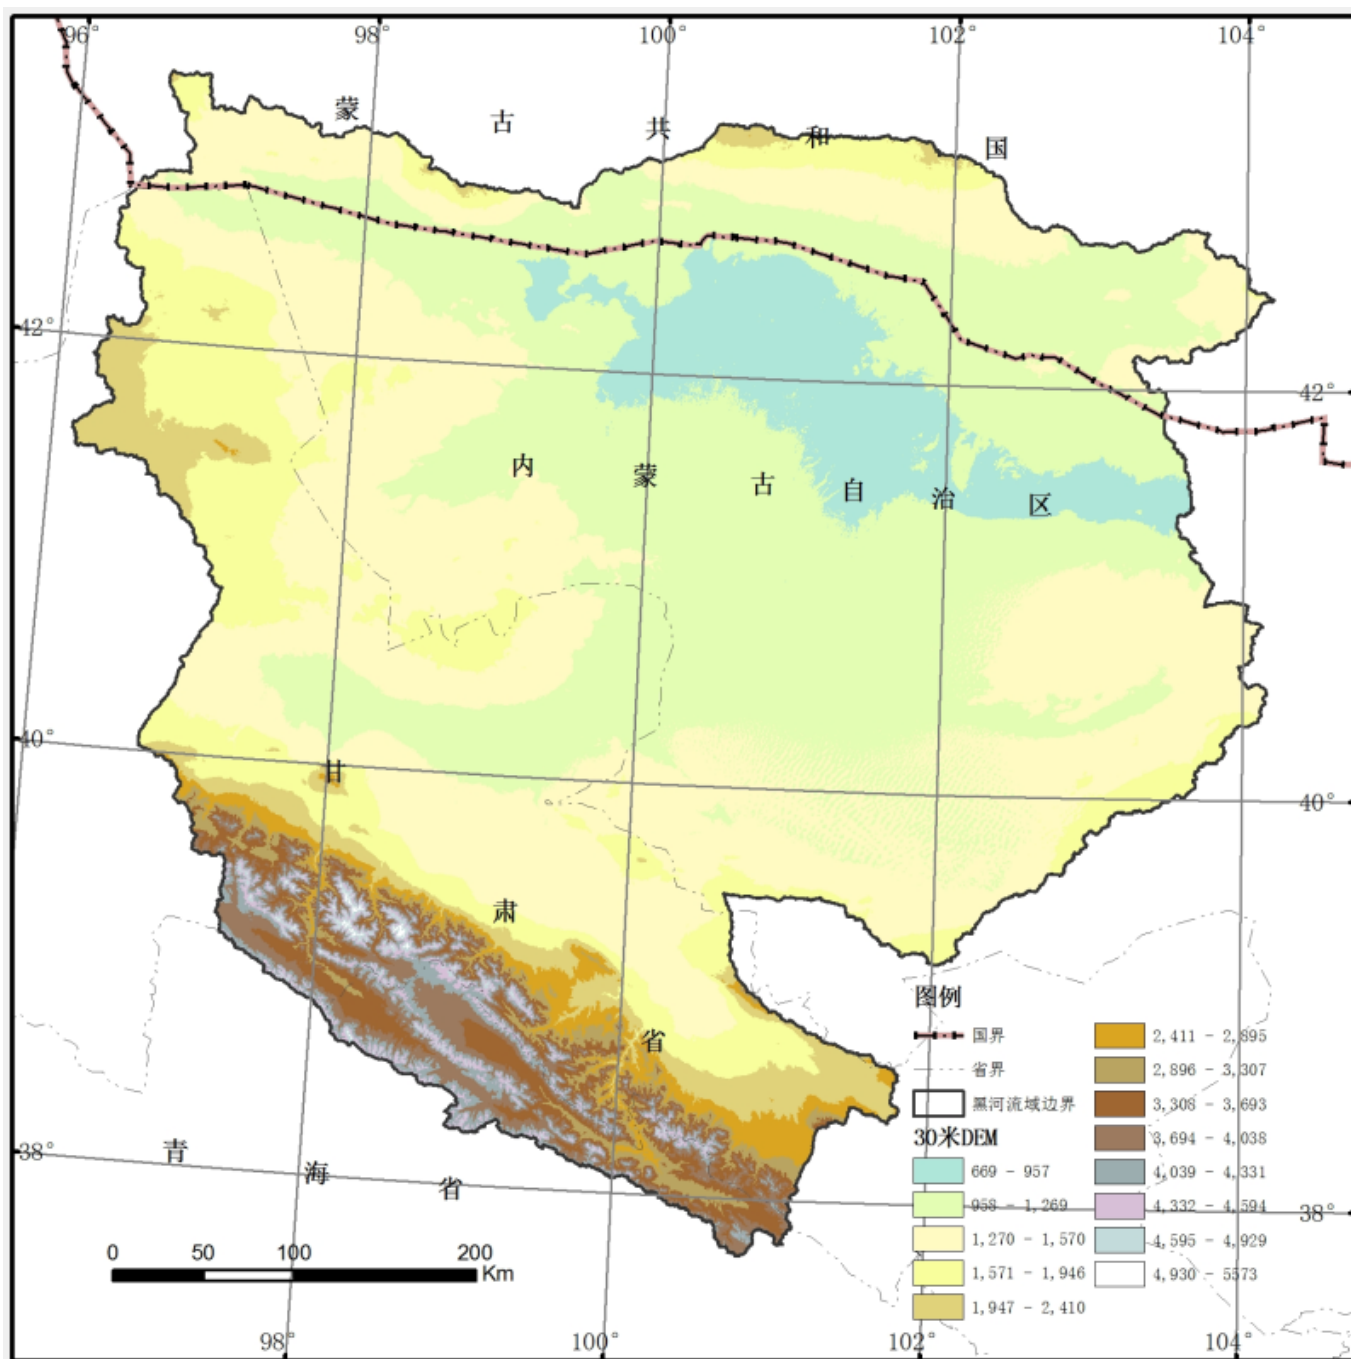 96°
98°
100°
102°
104°
蒙 古 共 和 国
42°
42°
内 蒙 古 自 治 区
40°
40°
甘
肃
省
38°
38°
青 海 省
图例
国界
省界
黑河流域边界
30米DEM
669 - 957
958 - 1,269
1,270 - 1,570
1,571 - 1,946
1,947 - 2,410
2,411 - 2,895
2,896 - 3,307
3,308 - 3,693
3,694 - 4,038
4,039 - 4,331
4,332 - 4,594
4,595 - 4,929
4,930 - 5573
0 50 100 200
Km
98°
100°
102°
104°